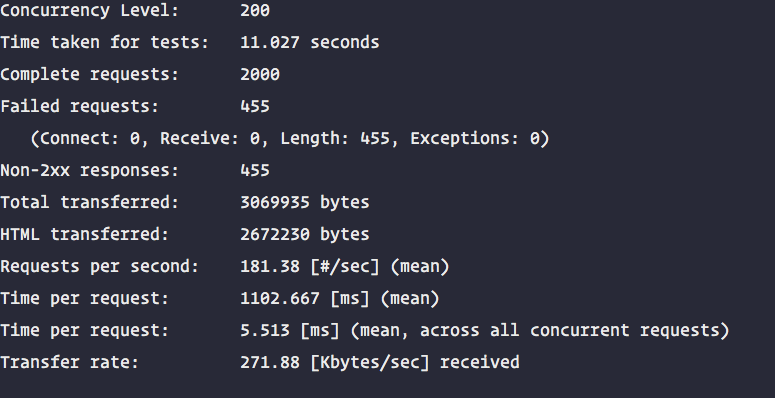 Concurrency Level:      200
Time taken for tests:   11.027 seconds
Complete requests:      2000
Failed requests:        455
   (Connect: 0, Receive: 0, Length: 455, Exceptions: 0)
Non-2xx responses:      455
Total transferred:      3069935 bytes
HTML transferred:       2672230 bytes
Requests per second:    181.38 [#/sec] (mean)
Time per request:       1102.667 [ms] (mean)
Time per request:       5.513 [ms] (mean, across all concurrent requests)
Transfer rate:          271.88 [Kbytes/sec] received